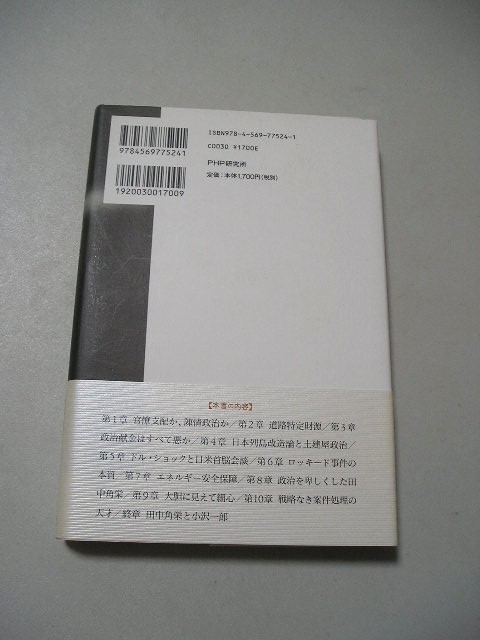 ISBN978-4-569-77524-1
C0030 ¥1700E
PHP研究所
定価：本体1,700円(税別)
9784569775241
1920030017009
【本書の内容】
第1章 官僚支配か、陳情政治か／第2章 道路特定財源／第3章
政治献金はすべて悪か／第4章 日本列島改造論と土建屋政治／
第5章 ドル・ショックと日米首脳会談／第6章 ロッキード事件の
本質／第7章 エネルギー安全保障／第8章 政治を卑しくした田
中角栄／第9章 大胆に見えて細心／第10章 戦略なき案件処理の
天才／終章 田中角栄と小沢一郎